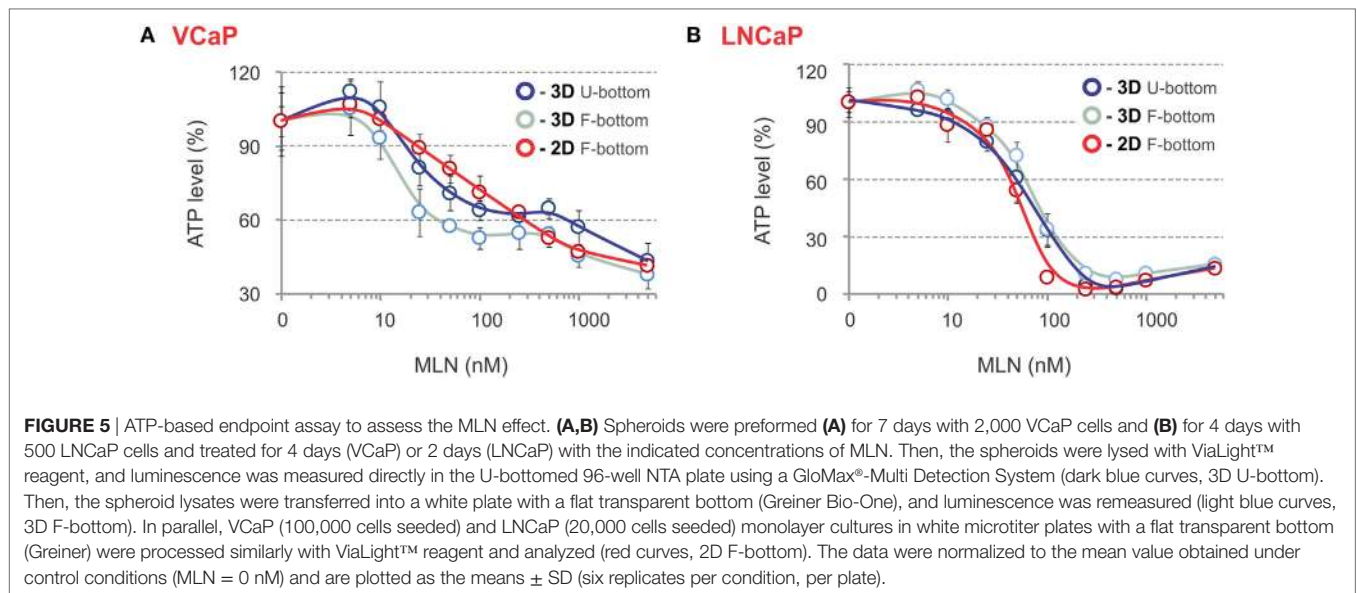 A VCaP
120
90
60
30
ATP level (%)
0 10 100 1000
MLN (nM)
- 3D U-bottom
- 3D F-bottom
- 2D F-bottom
B LNCaP
120
90
60
30
0
ATP level (%)
0 10 100 1000
MLN (nM)
- 3D U-bottom
- 3D F-bottom
- 2D F-bottom
FIGURE 5 | ATP-based endpoint assay to assess the MLN effect. (A,B) Spheroids were preformed (A) for 7 days with 2,000 VCaP cells and (B) for 4 days with
500 LNCaP cells and treated for 4 days (VCaP) or 2 days (LNCaP) with the indicated concentrations of MLN. Then, the spheroids were lysed with ViaLight™
reagent, and luminescence was measured directly in the U-bottomed 96-well NTA plate using a GloMax®-Multi Detection System (dark blue curves, 3D U-bottom).
Then, the spheroid lysates were transferred into a white plate with a flat transparent bottom (Greiner Bio-One), and luminescence was remeasured (light blue curves,
3D F-bottom). In parallel, VCaP (100,000 cells seeded) and LNCaP (20,000 cells seeded) monolayer cultures in white microtiter plates with a flat transparent bottom
(Greiner) were processed similarly with ViaLight™ reagent and analyzed (red curves, 2D F-bottom). The data were normalized to the mean value obtained under
control conditions (MLN = 0 nM) and are plotted as the means ± SD (six replicates per condition, per plate).